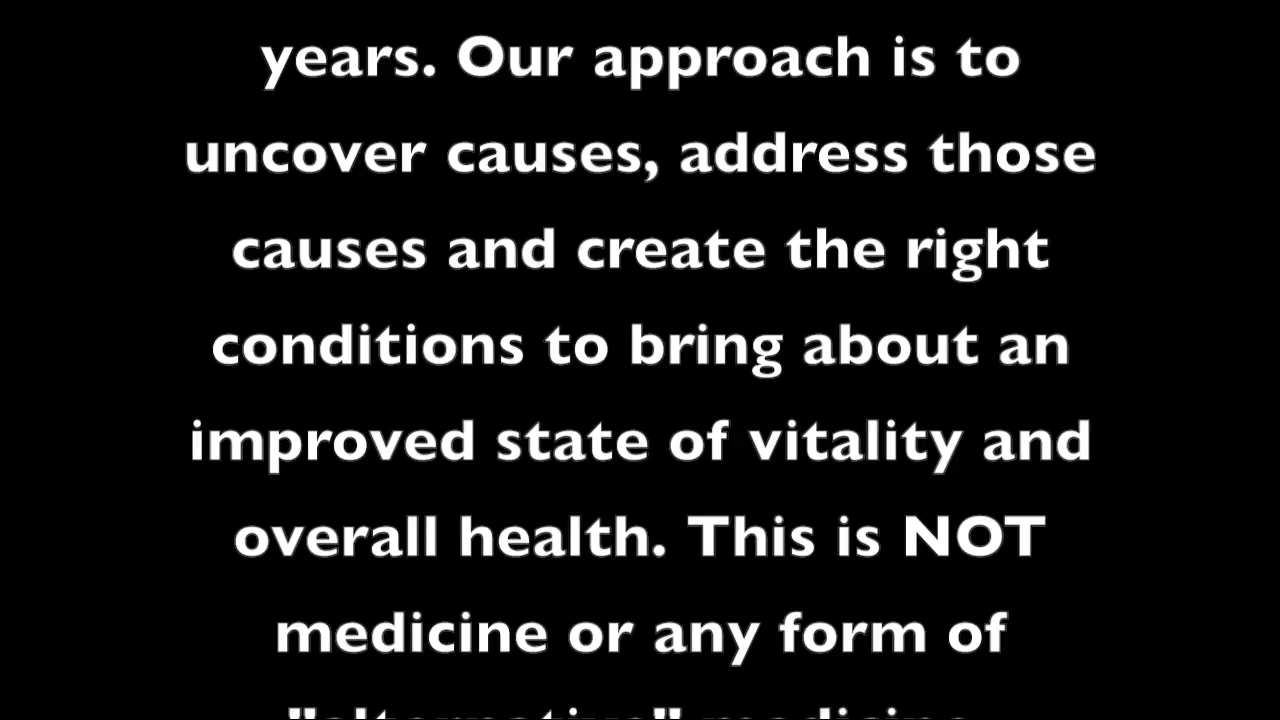 years. Our approach is to
uncover causes, address those
causes and create the right
conditions to bring about an
improved state of vitality and
overall health. This is NOT
medicine or any form of
"alternative" medicine